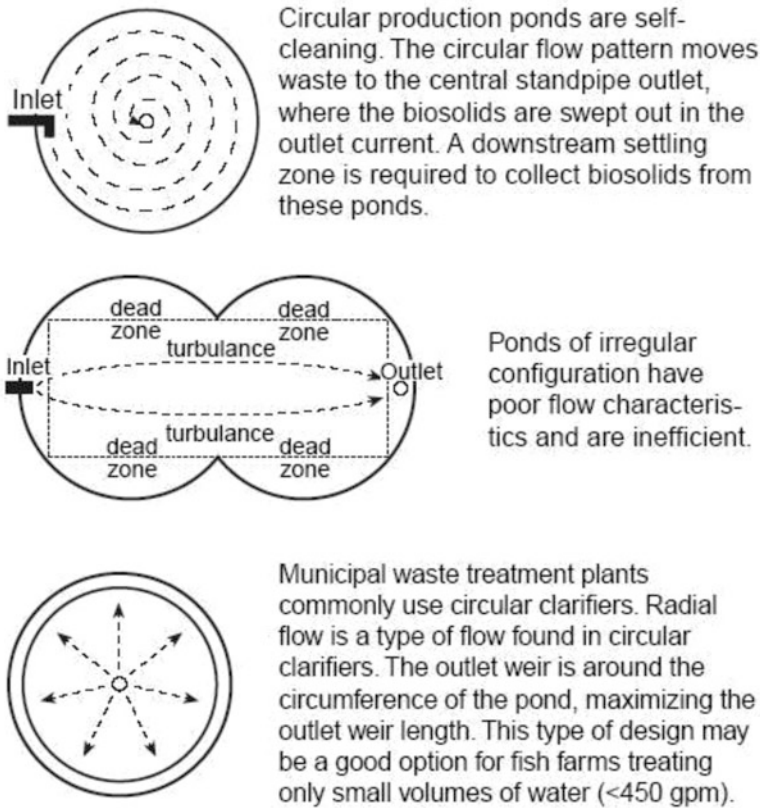 Circular production ponds are self-
cleaning. The circular flow pattern moves
waste to the central standpipe outlet,
where the biosolids are swept out in the
outlet current. A downstream settling
zone is required to collect biosolids from
these ponds.
Inlet
dead
zone
dead
zone
turbulance
Inlet
Outlet
turbulance
dead
zone
dead
zone
Ponds of irregular
configuration have
poor flow characteris-
tics and are inefficient.
Municipal waste treatment plants
commonly use circular clarifiers. Radial
flow is a type of flow found in circular
clarifiers. The outlet weir is around the
circumference of the pond, maximizing the
outlet weir length. This type of design may
be a good option for fish farms treating
only small volumes of water (<450 gpm).